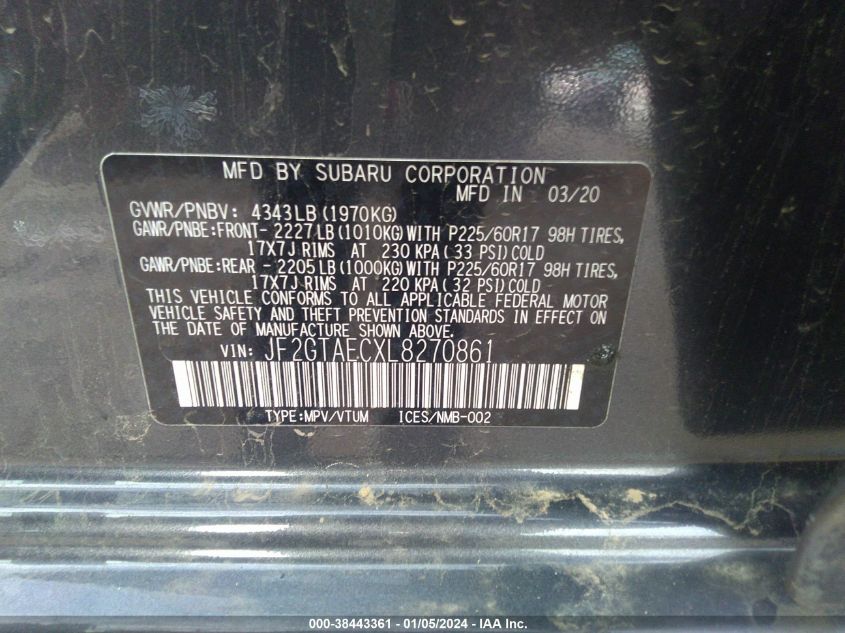 MFD BY SUBARU CORPORATION
MFD IN 03/20
GVWR/PNBV: 4343LB(1970KG)
GAWR/PNBE:FRONT- 2227LB(1010KG)WITH P225/60R17 98H TIRES,
17X7J RIMS AT 230 KPA(33 PSI)COLD
GAWR/PNBE:REAR - 2205LB(1000KG)WITH P225/60R17 98H TIRES,
17X7J RIMS AT 220 KPA(32 PSI)COLD
THIS VEHICLE CONFORMS TO ALL APPLICABLE FEDERAL MOTOR
VEHICLE SAFETY AND THEFT PREVENTION STANDARDS IN EFFECT ON
THE DATE OF MANUFACTURE SHOWN ABOVE.
VIN: JF2GTAECXL8270861
TYPE:MPV/VTUM ICES/NMB-002
000-38443361 - 01/05/2024 - IAA Inc.